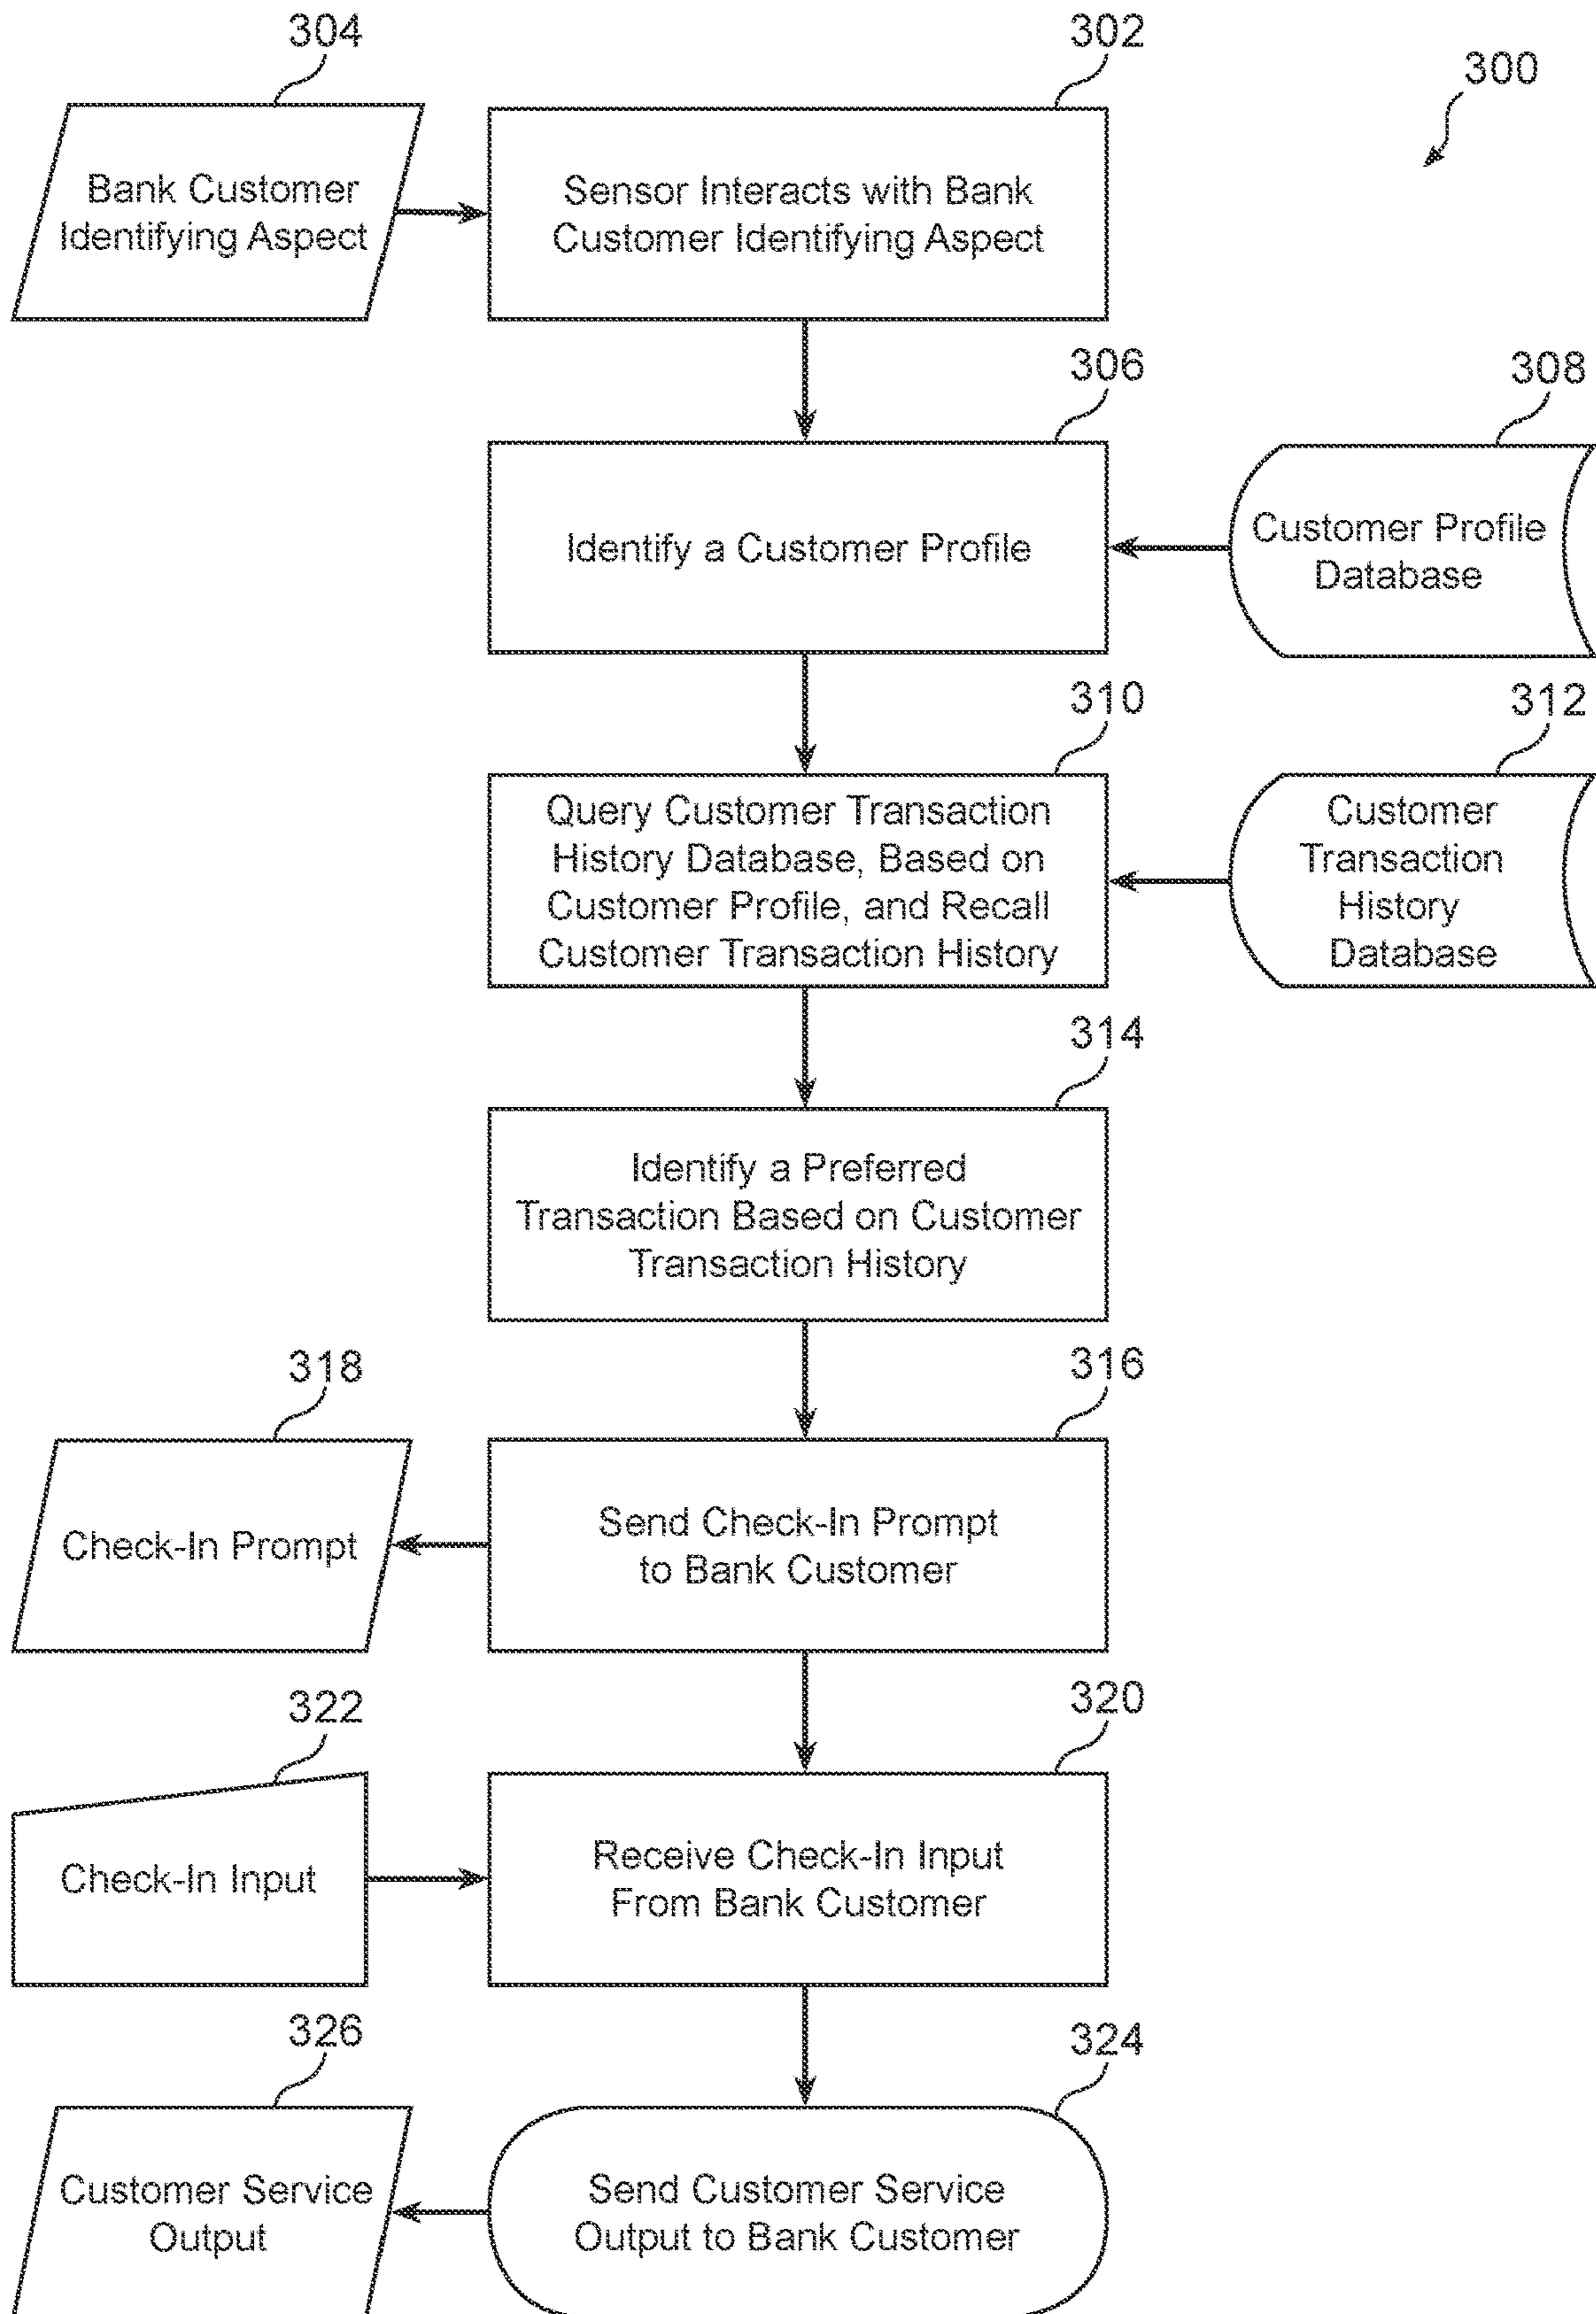 304
302
300
Bank Customer
Identifying Aspect
Sensor Interacts with Bank
Customer Identifying Aspect
306
308
Identify a Customer Profile
Customer Profile
Database
310
312
Query Customer Transaction
History Database, Based on
Customer Profile, and Recall
Customer Transaction History
Customer
Transaction
History
Database
314
Identify a Preferred
Transaction Based on Customer
Transaction History
318
316
Check-In Prompt
Send Check-In Prompt
to Bank Customer
322
320
Check-In Input
Receive Check-In Input
From Bank Customer
326
324
Customer Service
Output
Send Customer Service
Output to Bank Customer